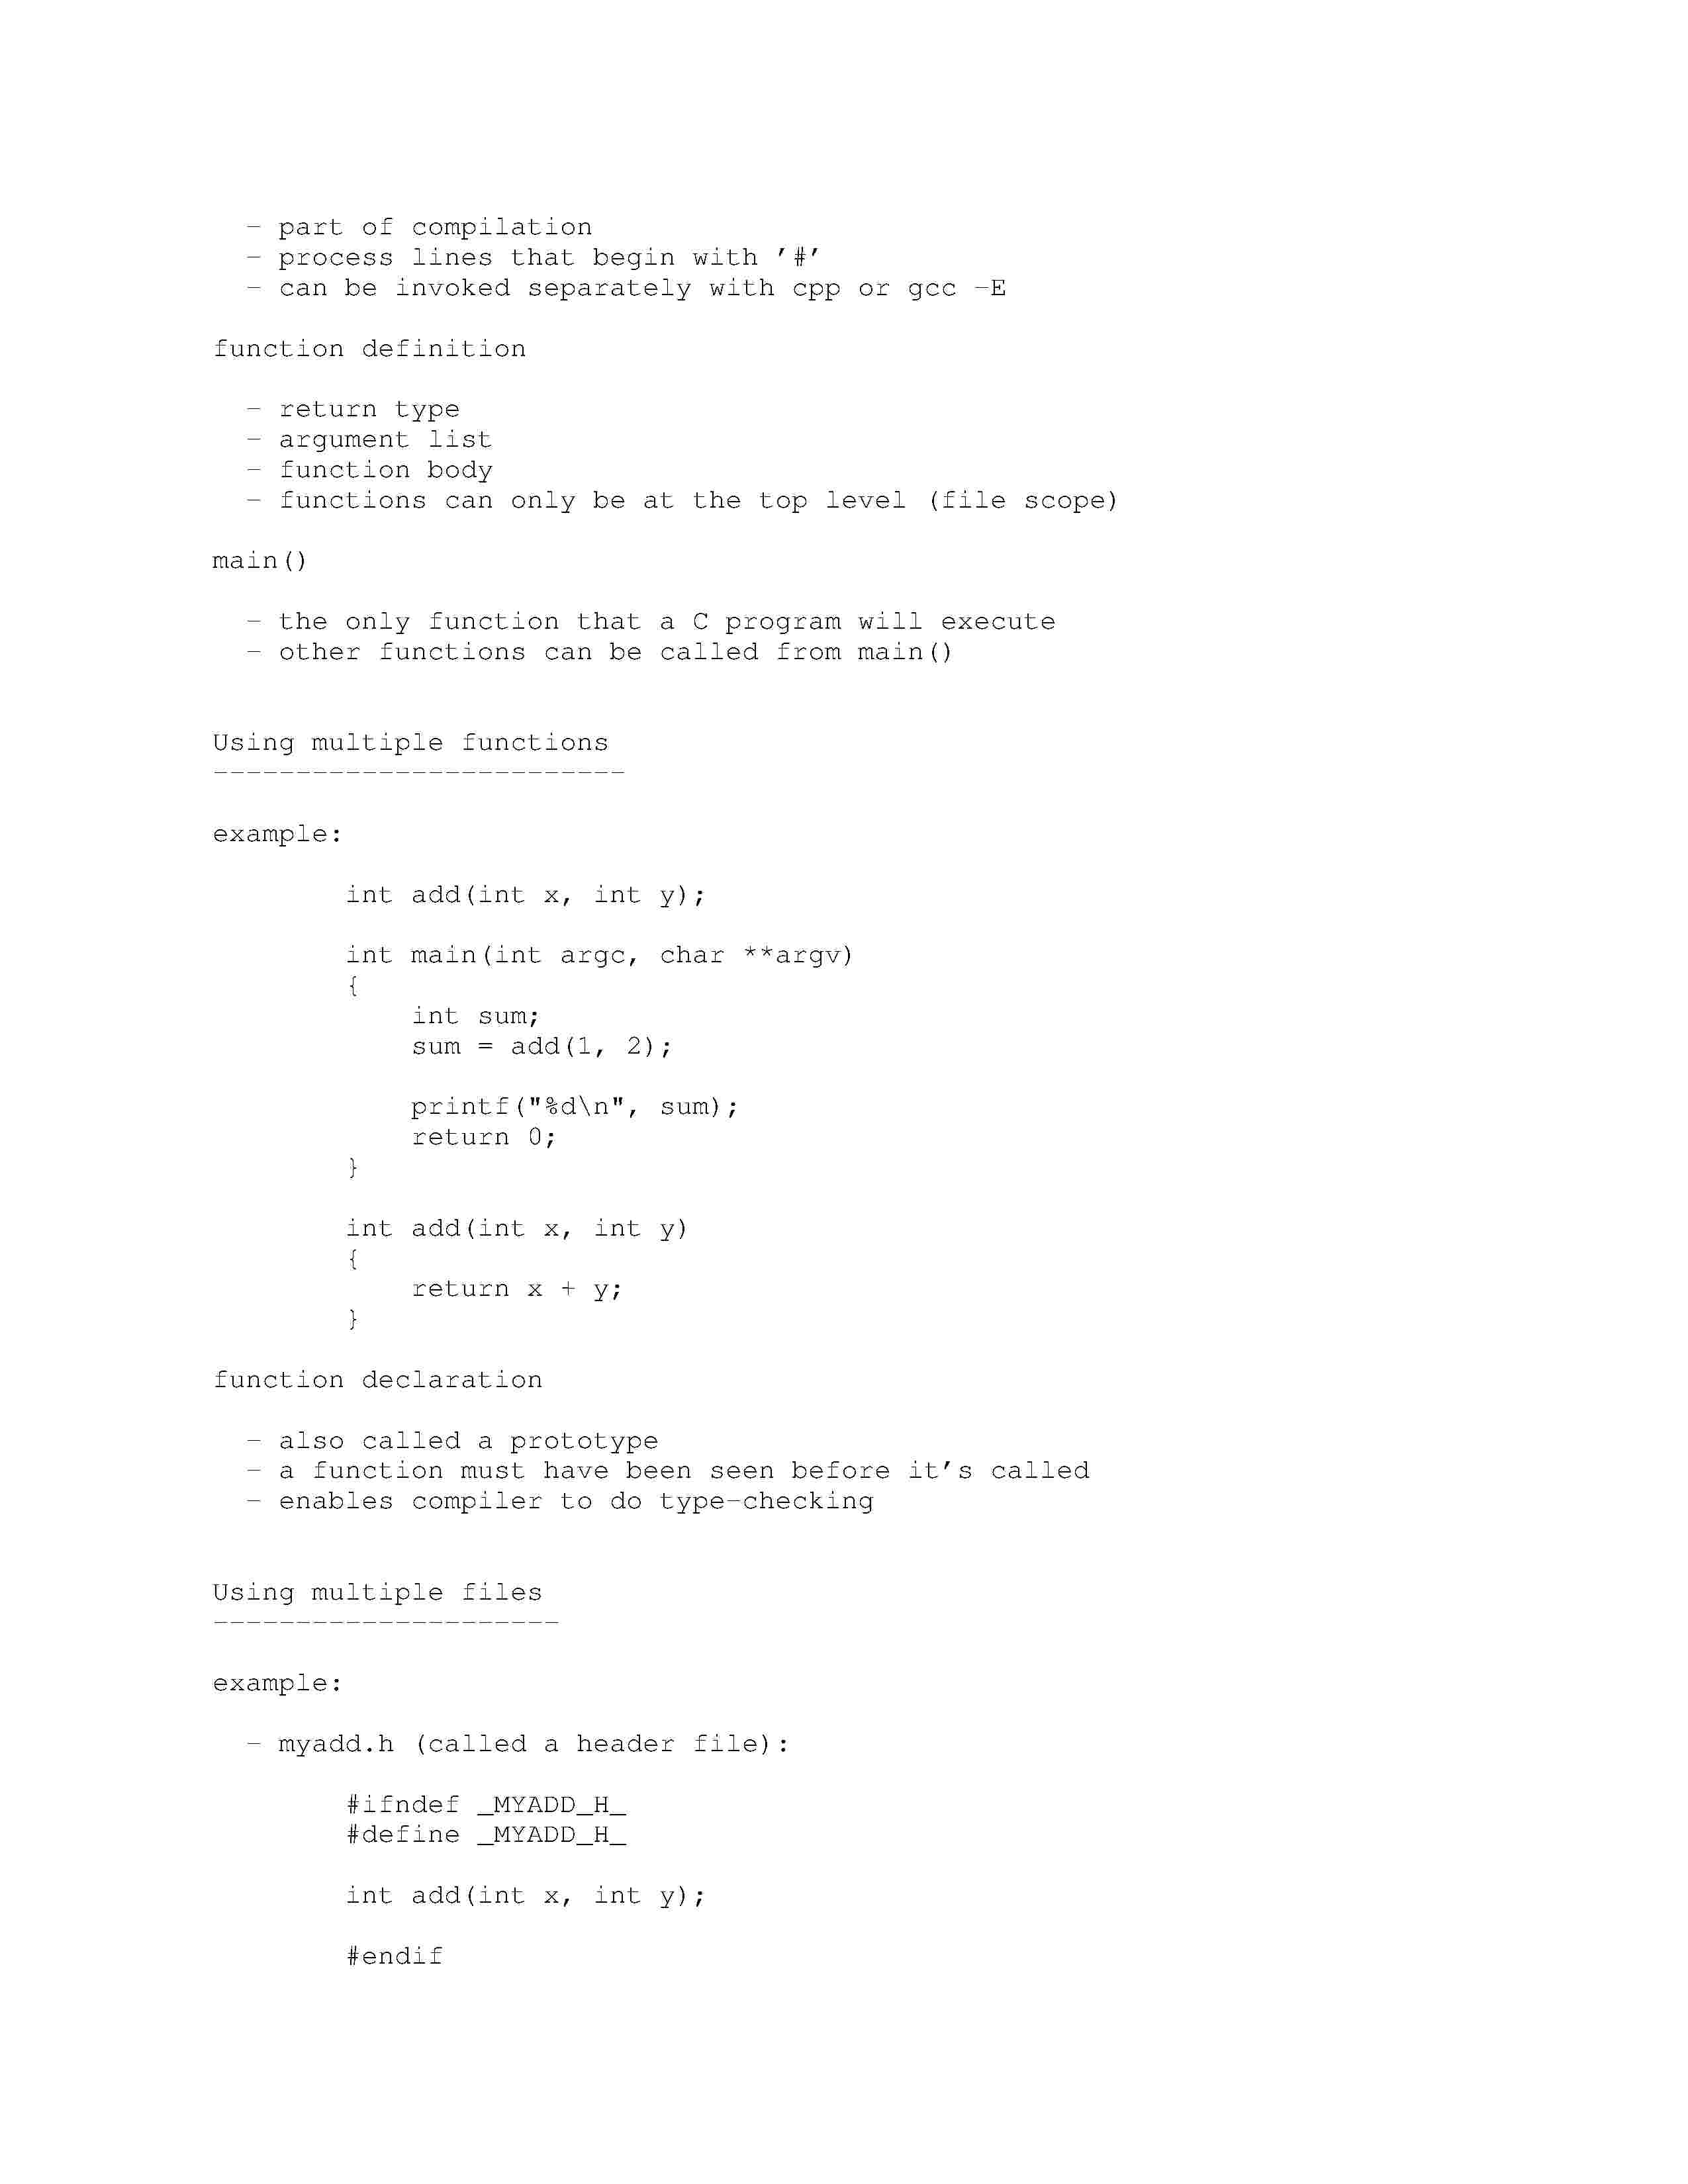 - part of compilation
- process lines that begin with ’#’
- can be invoked separately with cpp or gcc -E
function definition
- return type
- argument list
- function body
- functions can only be at the top level (file scope)
main()
- the only function that a C program will execute
- other functions can be called from main()
Using multiple functions
-------------------------
example:
int add(int x, int y);
int main(int argc, char **argv)
{
int sum;
sum = add(1, 2);
printf("%d\n", sum);
return 0;
}
int add(int x, int y)
{
return x + y;
}
function declaration
- also called a prototype
- a function must have been seen before it’s called
- enables compiler to do type-checking
Using multiple files
---------------------
example:
- myadd.h (called a header file):
#ifndef _MYADD_H_
#define _MYADD_H_
int add(int x, int y);
#endif